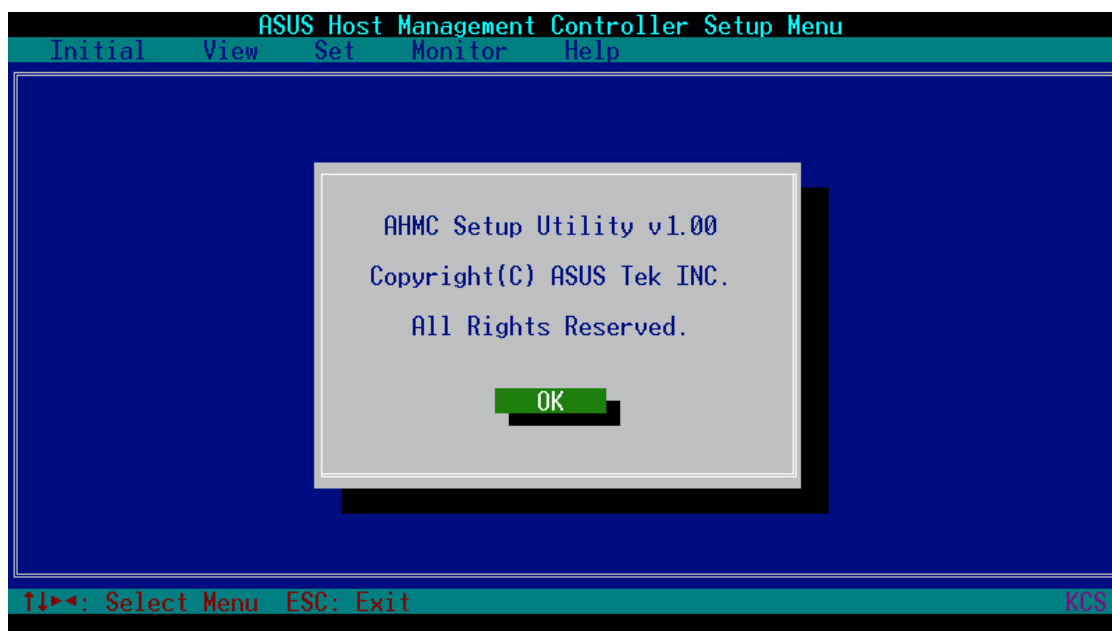 ASUS Host Management Controller Setup Menu
Initial View Set Monitor Help
AHMC Setup Utility v1.00
Copyright(C) ASUS Tek INC.
All Rights Reserved.
OK
↑↓►◄: Select Menu ESC: Exit KCS